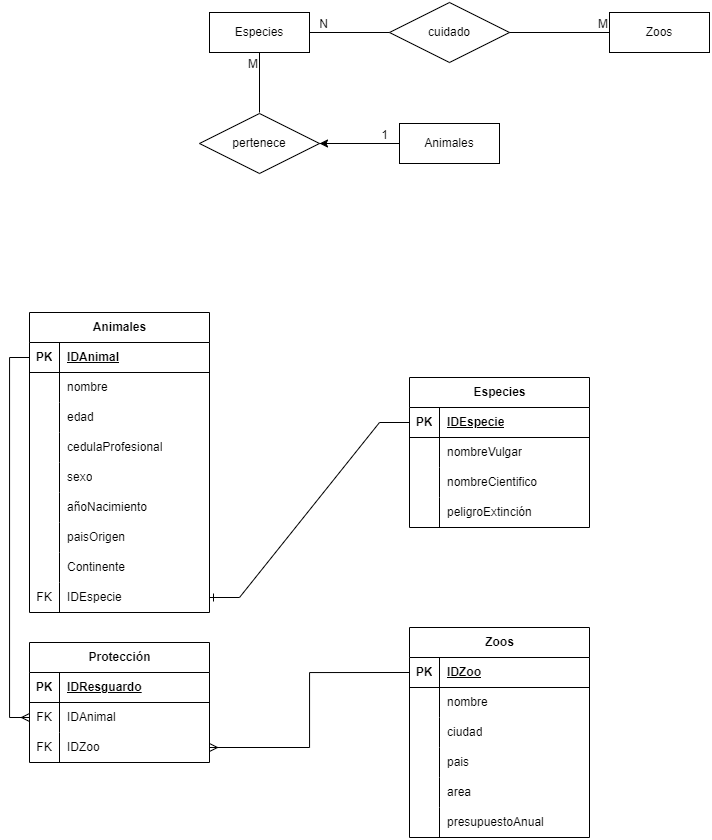 Especies
N
cuidado
M
Zoos
M
pertenece
1
Animales
Animales
PK IDAnimal
nombre
edad
cedulaProfesional
sexo
añoNacimiento
paisOrigen
Continente
FK IDEspecie
Especies
PK IDEspecie
nombreVulgar
nombreCientifico
peligroExtinción
Protección
PK IDResguardo
FK IDAnimal
FK IDZoo
Zoos
PK IDZoo
nombre
ciudad
pais
area
presupuestoAnual